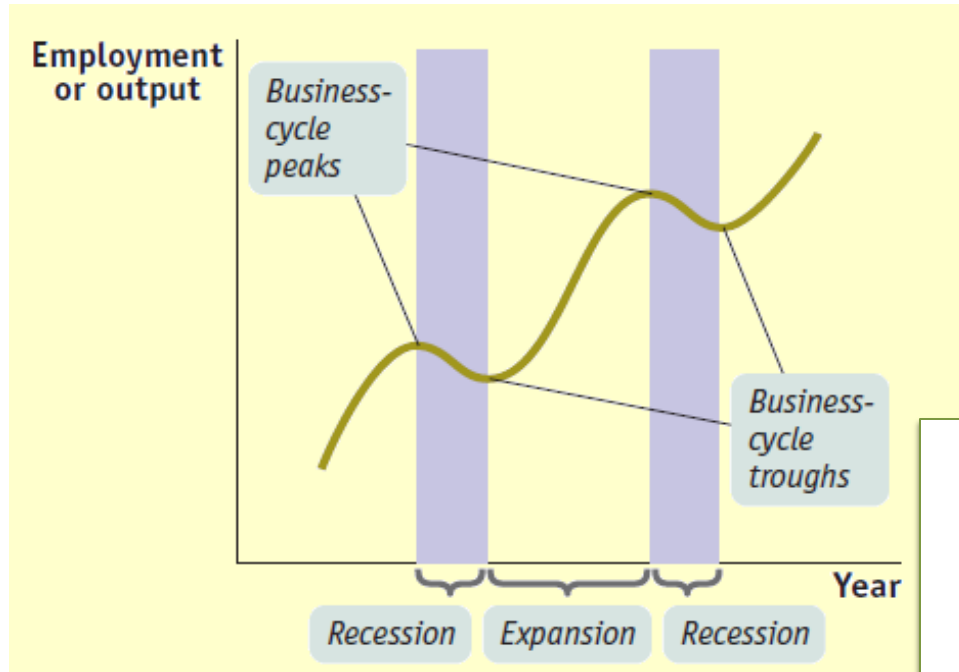 Employment
or output
Business-
cycle
peaks
Business-
cycle
troughs
Year
Recession
Expansion
Recession